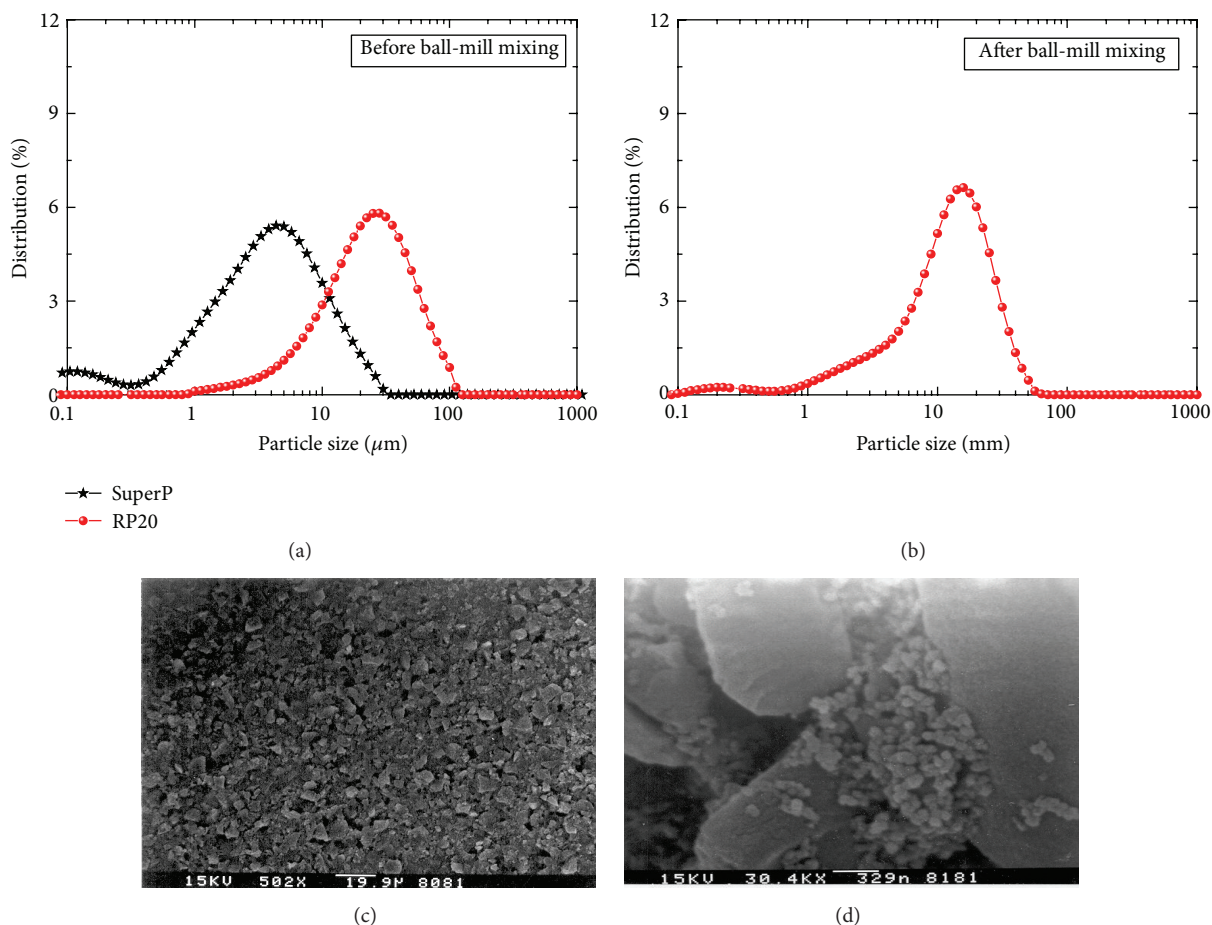 12
9
6
3
0
Distribution (%)
Before ball-mill mixing
0.1 1 10 100 1000
Particle size (μm)
SuperP
RP20
(a)
12
9
6
3
0
Distribution (%)
After ball-mill mixing
0.1 1 10 100 1000
Particle size (mm)
(b)
15KV 502X 19.9μ 8081
(c)
15KV 30.4KX 329n 8181
(d)